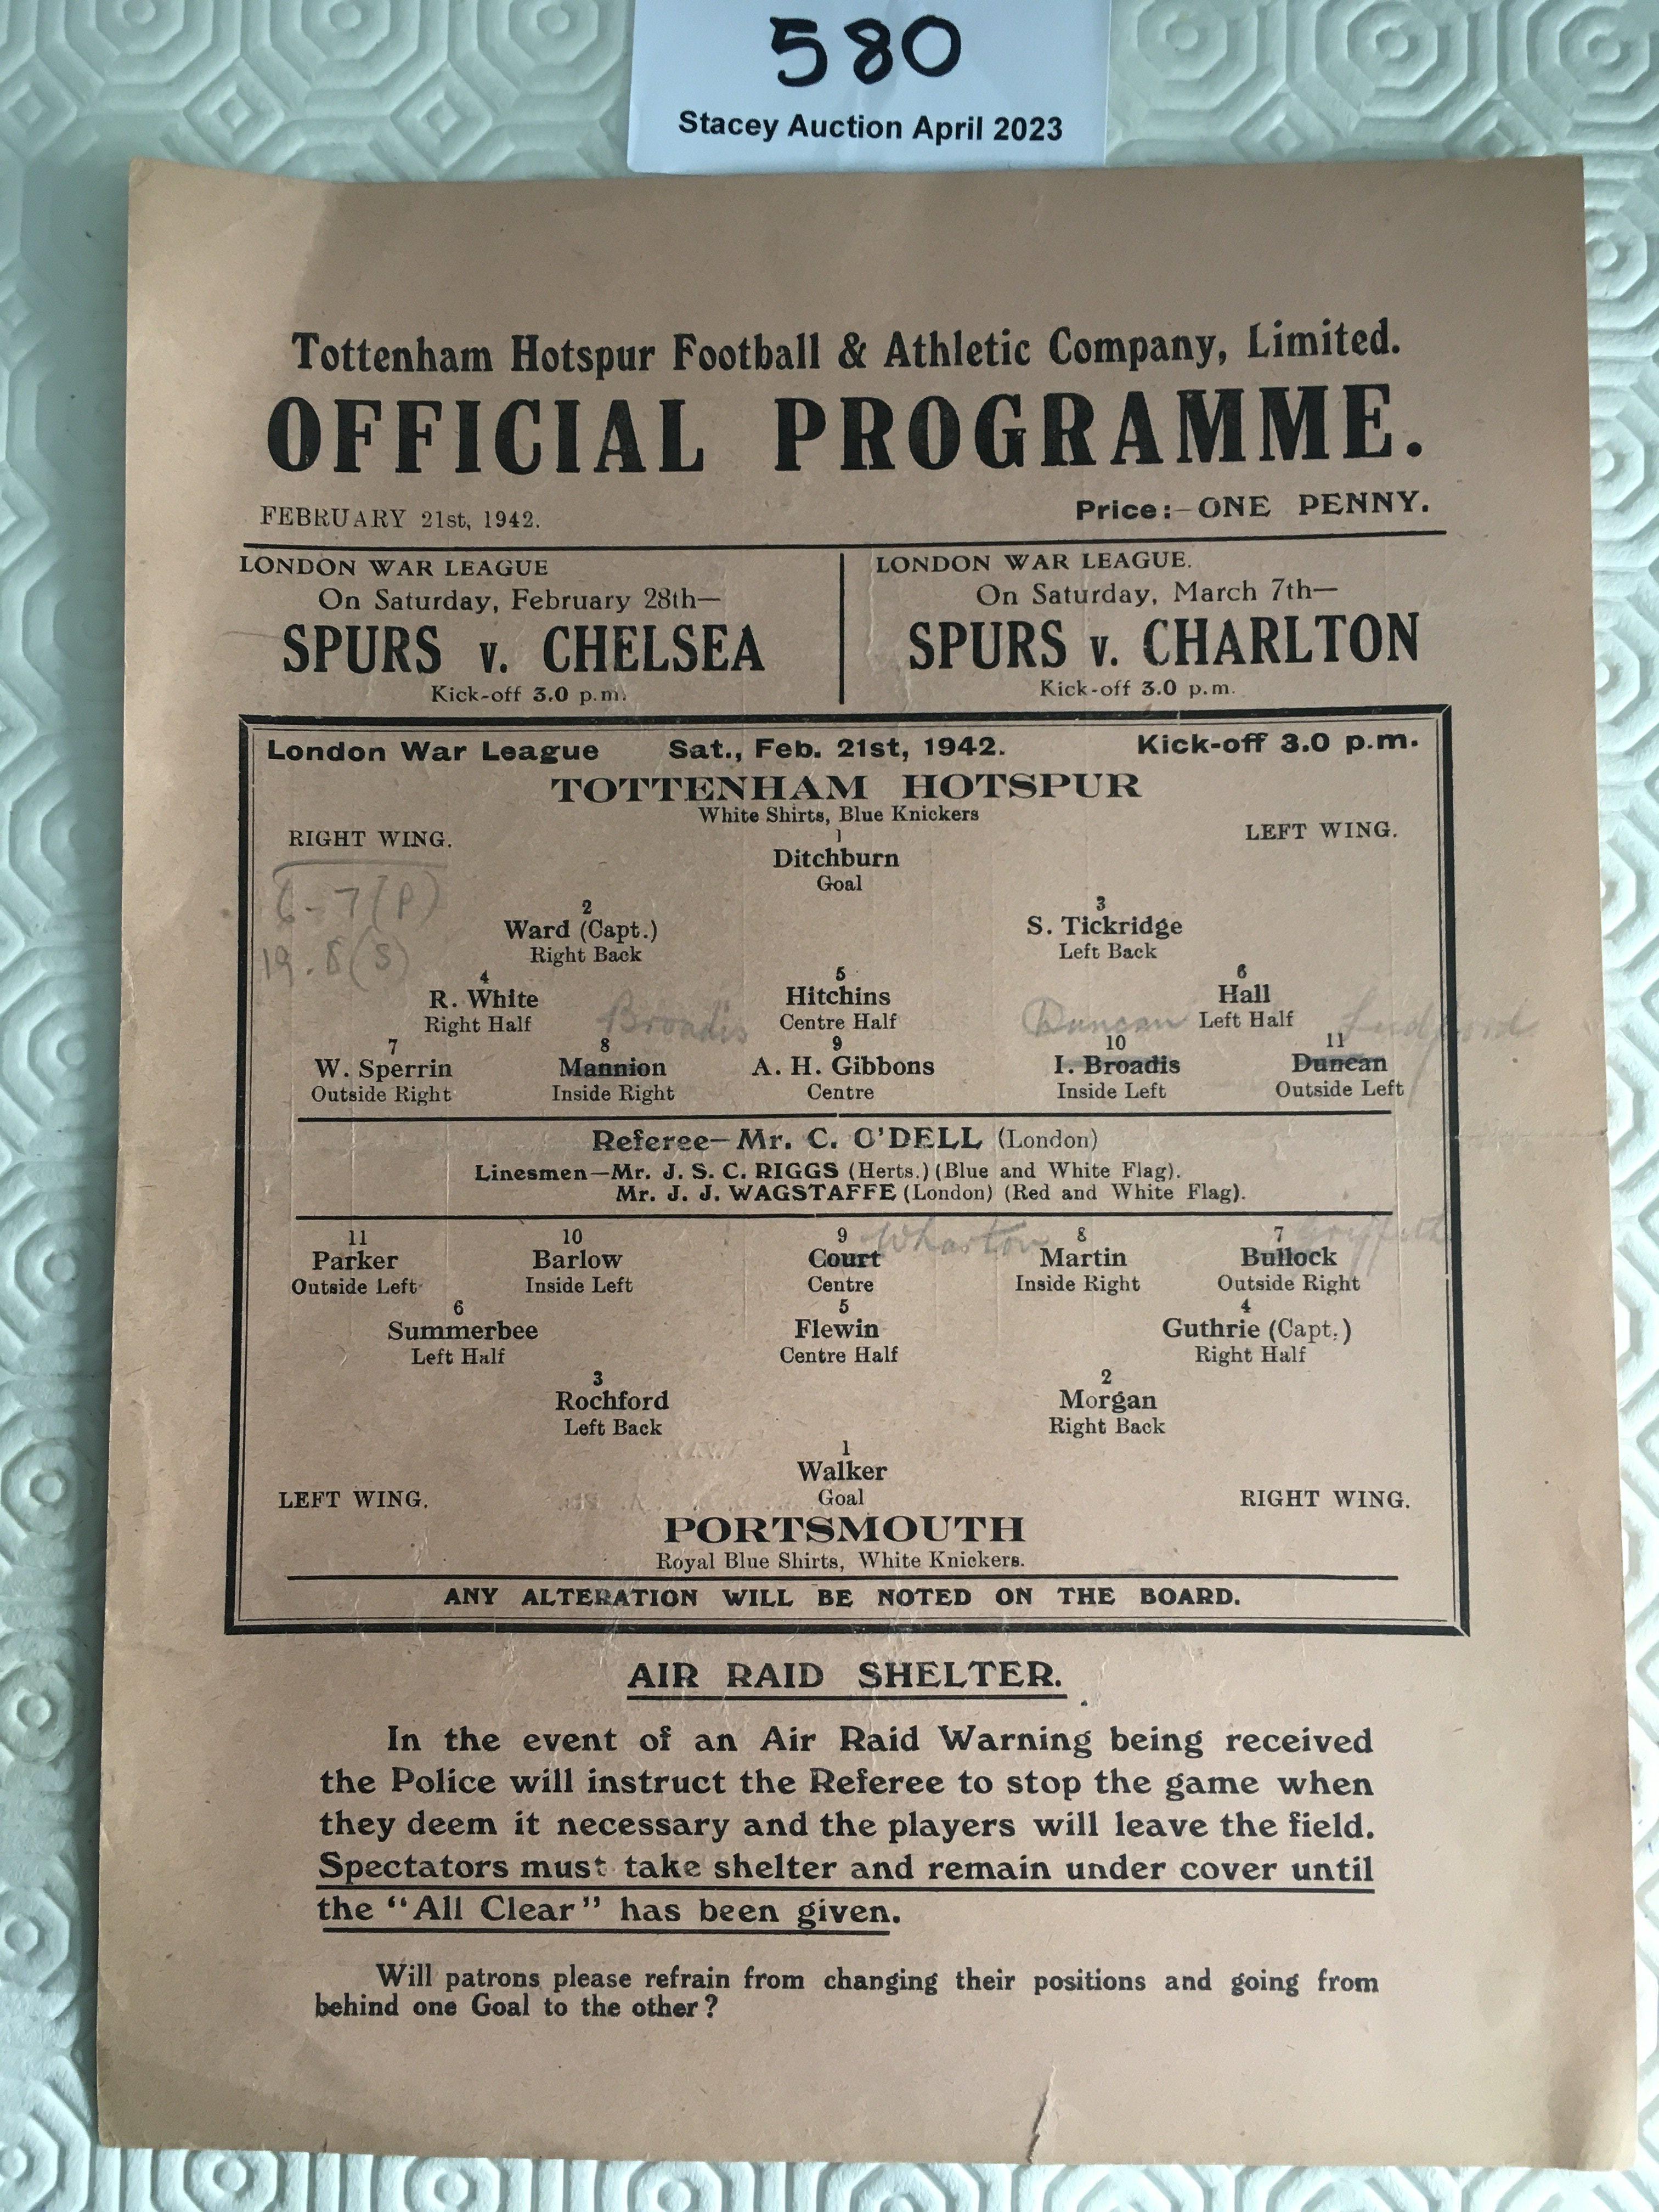 580
Stacey Auction April 2023
Tottenham Hotspur Football & Athletic Company, Limited.
OFFICIAL PROGRAMME.
FEBRUARY 21st, 1942.
Price:- ONE PENNY.
LONDON WAR LEAGUE
On Saturday, February 28th—
SPURS v. CHELSEA
Kick-off 3.0 p.m.
LONDON WAR LEAGUE.
On Saturday, March 7th—
SPURS v. CHARLTON
Kick-off 3.0 p.m.
London War League Sat., Feb. 21st, 1942. Kick-off 3.0 p.m.
TOTTENHAM HOTSPUR
White Shirts, Blue Knickers
RIGHT WING. 1 LEFT WING.
Ditchburn
Goal
6-7(P)
19.8(S)
2 3
Ward (Capt.) S. Tickridge
Right Back Left Back
4 5 6
R. White Hitchins Hall
Right Half Broadis Centre Half Duncan Left Half Ludford
7 8 9 10 11
W. Sperrin Mannion A. H. Gibbons I. Broadis Duncan
Outside Right Inside Right Centre Inside Left Outside Left
Referee—Mr. C. O'DELL (London)
Linesmen—Mr. J. S. C. RIGGS (Herts.) (Blue and White Flag).
Mr. J. J. WAGSTAFFE (London) (Red and White Flag).
11 10 9 Wharton 8 7 Griffith
Parker Barlow Court Martin Bullock
Outside Left Inside Left Centre Inside Right Outside Right
6 5 4
Summerbee Flewin Guthrie (Capt.)
Left Half Centre Half Right Half
3 2
Rochford Morgan
Left Back Right Back
1
Walker
LEFT WING. Goal RIGHT WING.
PORTSMOUTH
Royal Blue Shirts, White Knickers.
ANY ALTERATION WILL BE NOTED ON THE BOARD.
AIR RAID SHELTER.
In the event of an Air Raid Warning being received
the Police will instruct the Referee to stop the game when
they deem it necessary and the players will leave the field.
Spectators must take shelter and remain under cover until
the "All Clear" has been given.
Will patrons please refrain from changing their positions and going from
behind one Goal to the other?